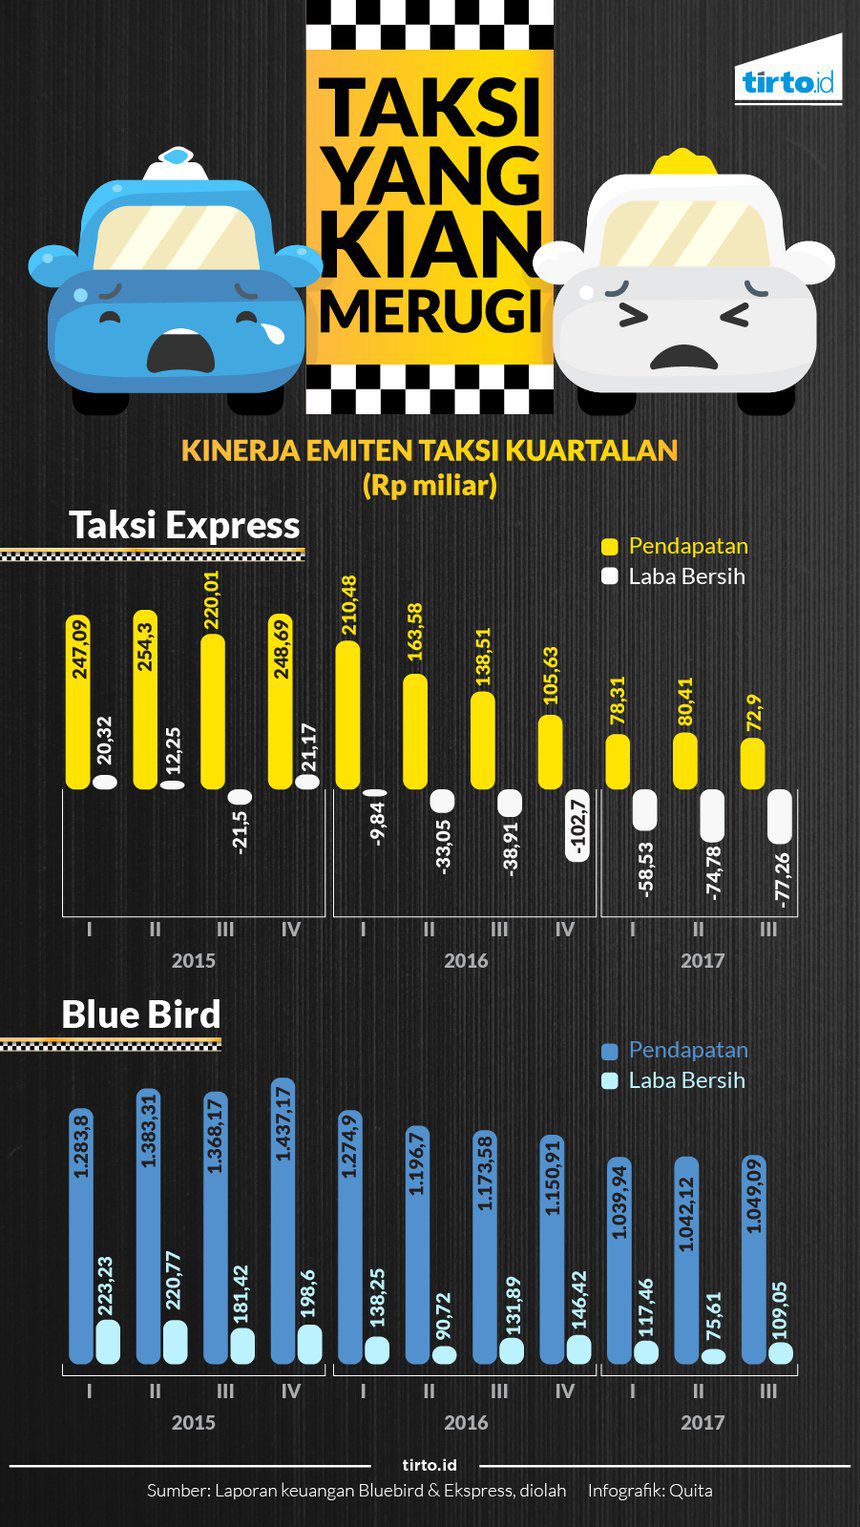 TAKSI
YANG
KIAN
MERUGI
tirto.id
KINERJA EMITEN TAKSI KUARTALAN
(Rp miliar)
Taksi Express
Pendapatan
Laba Bersih
247,09
20,32
254,3
12,25
220,01
-21,5
248,69
21,17
210,48
-9,84
163,58
-33,05
138,51
-38,91
105,63
-102,7
78,31
-58,53
80,41
-74,78
72,9
-77,26
I II III IV I II III IV I II III
2015 2016 2017
Blue Bird
Pendapatan
Laba Bersih
1.283,8
223,23
1.383,31
220,77
1.368,17
181,42
1.437,17
198,6
1.274,9
138,25
1.196,7
90,72
1.173,58
131,89
1.150,91
146,42
1.039,94
117,46
1.042,12
75,61
1.049,09
109,05
I II III IV I II III IV I II III
2015 2016 2017
tirto.id
Sumber: Laporan keuangan Bluebird & Ekspress, diolah Infografik: Quita